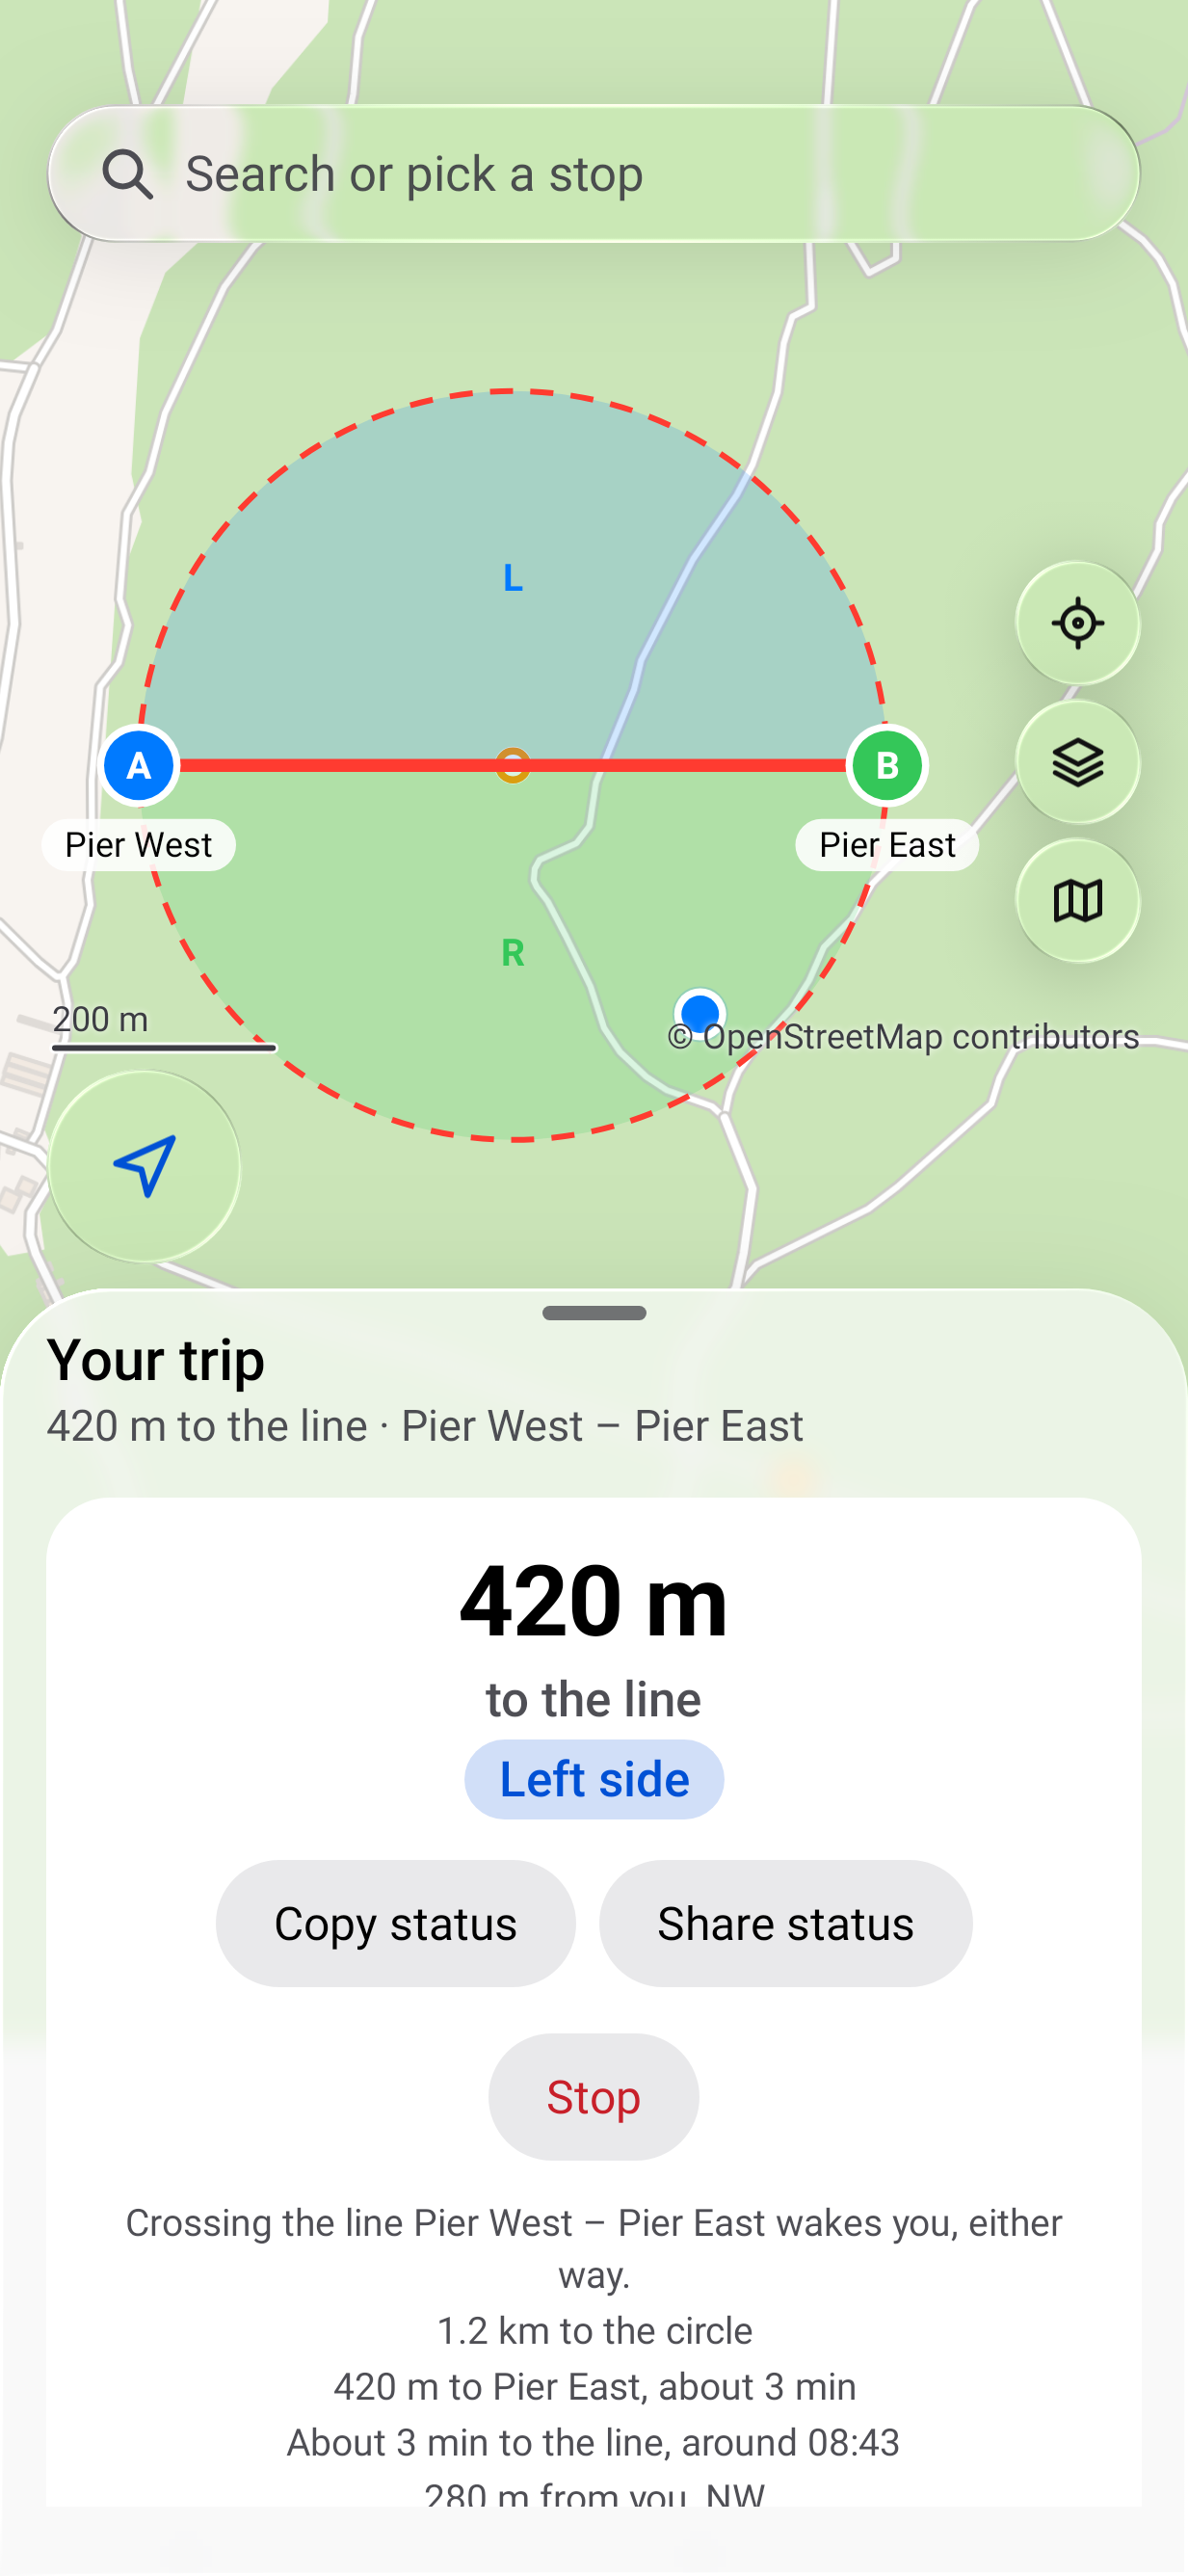 Search or pick a stop
L
A
B
Pier West
Pier East
R
200 m
© OpenStreetMap contributors
Your trip
420 m to the line · Pier West – Pier East
420 m
to the line
Left side
Copy status
Share status
Stop
Crossing the line Pier West – Pier East wakes you, either
way.
1.2 km to the circle
420 m to Pier East, about 3 min
About 3 min to the line, around 08:43
280 m from you, NW